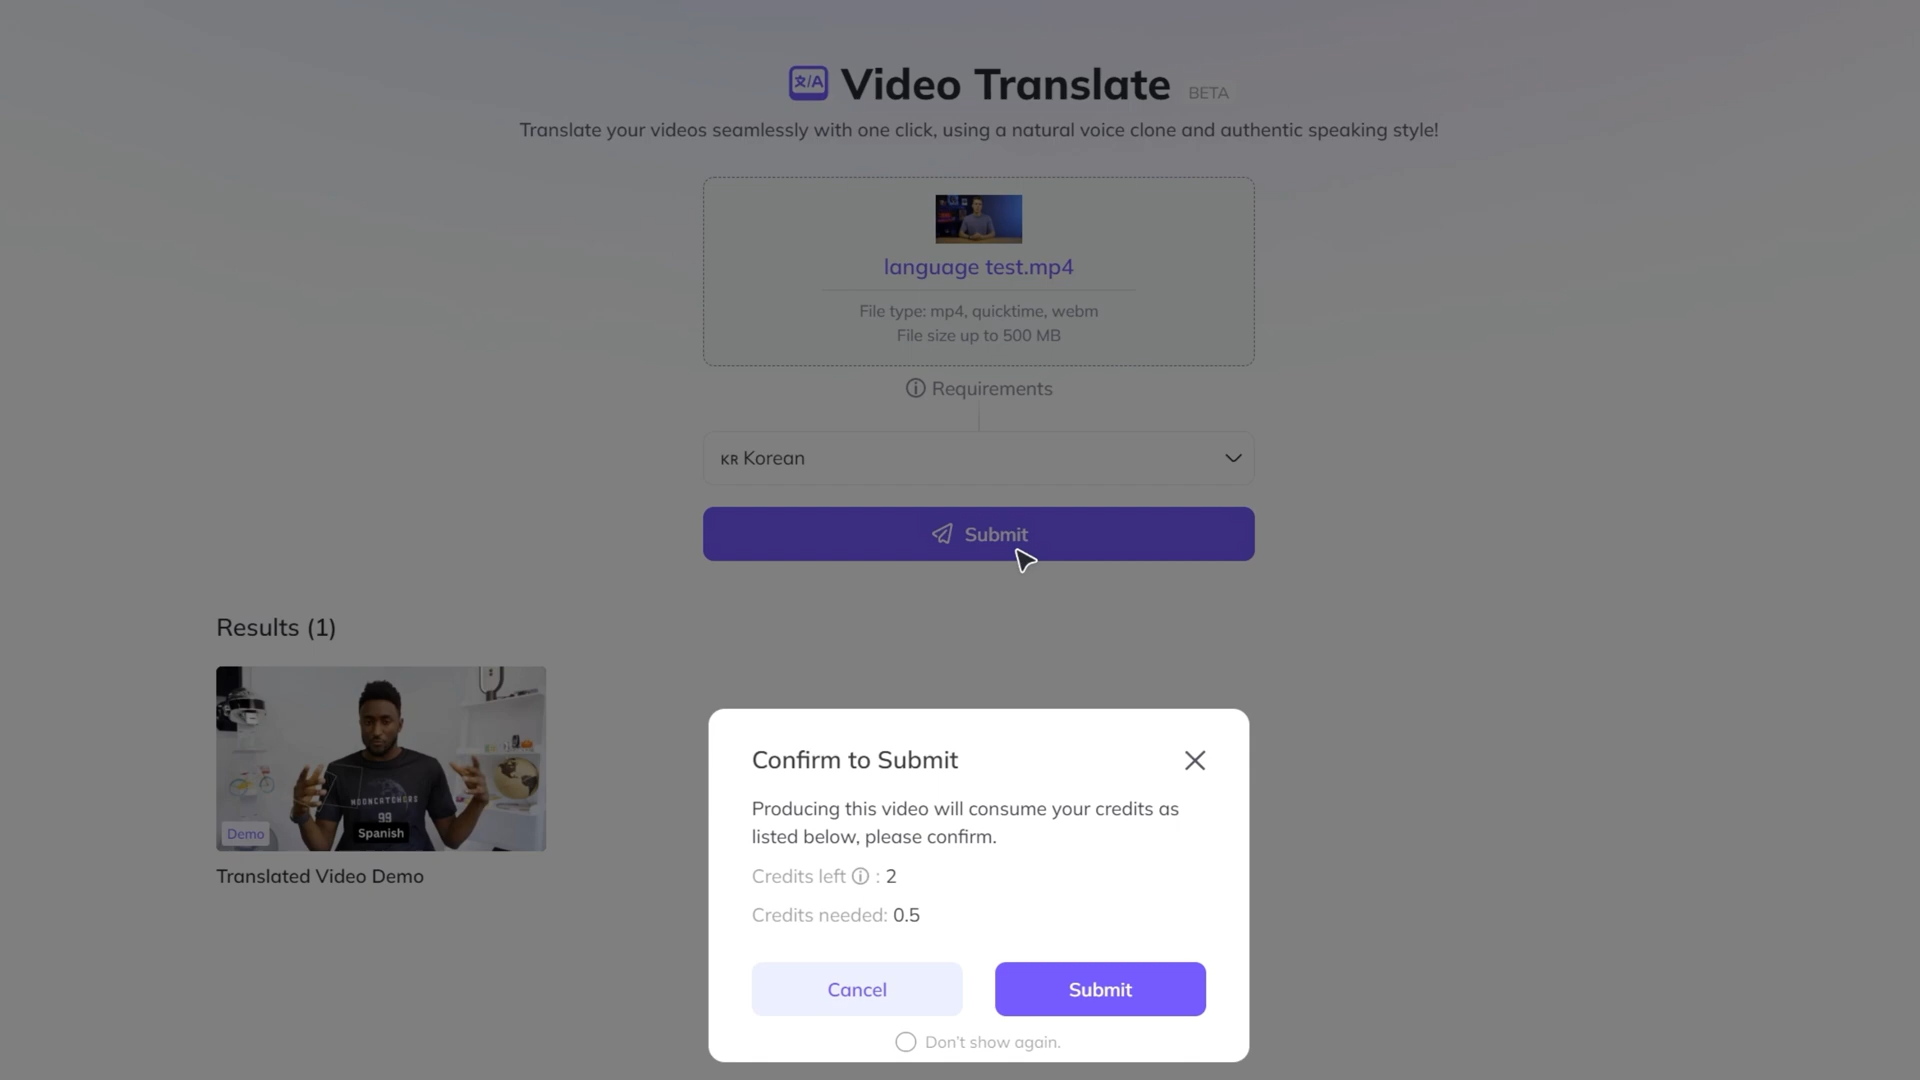 文/A Video Translate BETA
Translate your videos seamlessly with one click, using a natural voice clone and authentic speaking style!
language test.mp4
File type: mp4, quicktime, webm
File size up to 500 MB
Requirements
KR Korean
Submit
Results (1)
MOONCATCHERS
99
Demo
Spanish
Translated Video Demo
Confirm to Submit
Producing this video will consume your credits as
listed below, please confirm.
Credits left : 2
Credits needed: 0.5
Cancel
Submit
Don't show again.